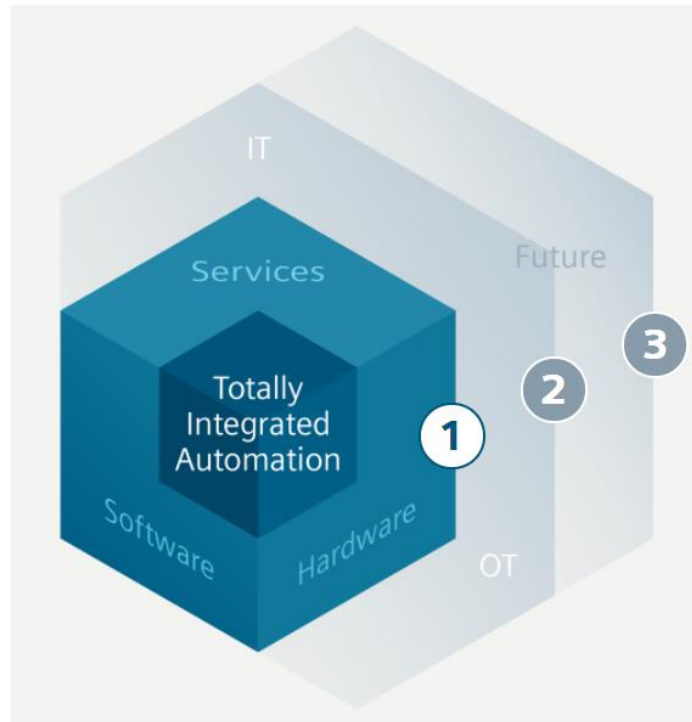 IT
Services
Future
3
2
Totally
Integrated
Automation
1
Software
Hardware
OT